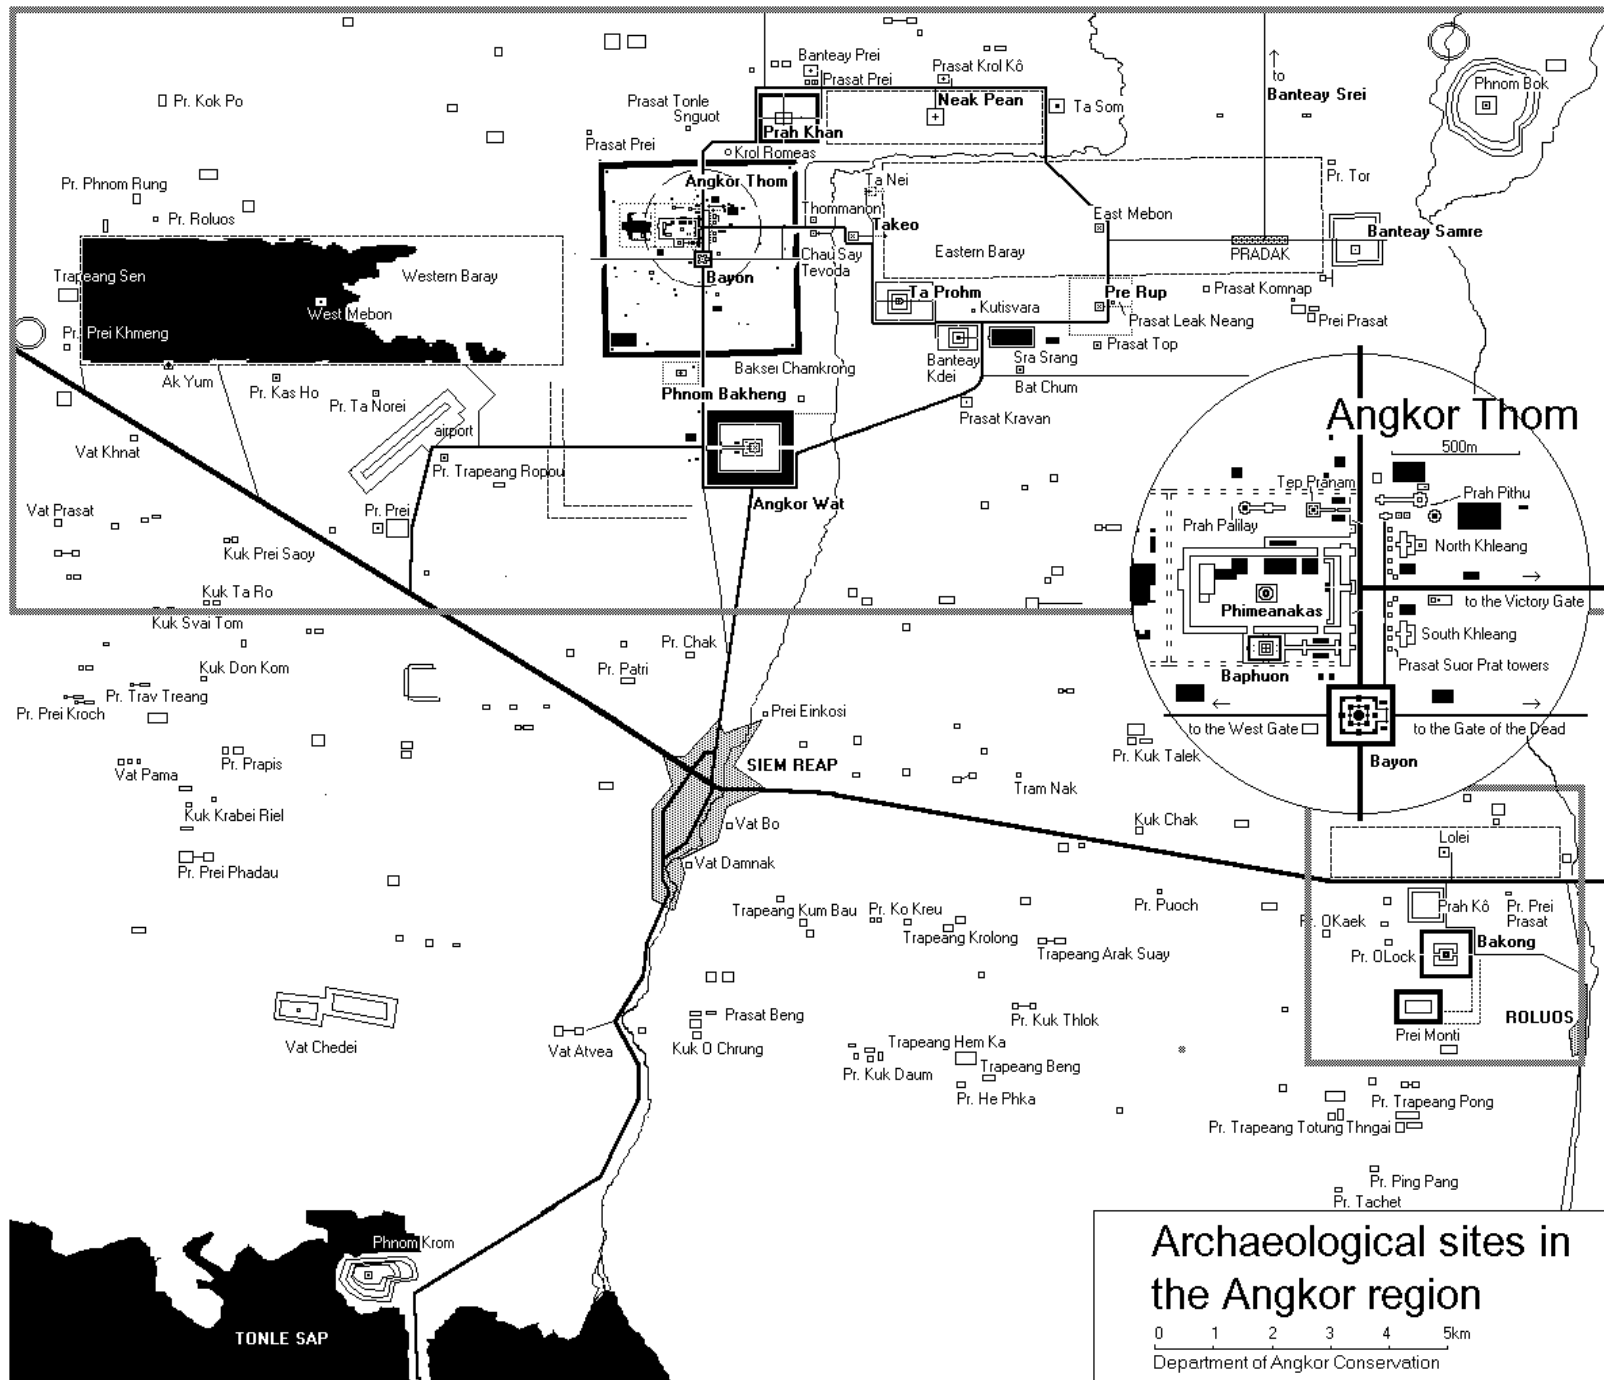 Banteay Prei
Prasat Krol Kô
to
Banteay Srei
Phnom Bok
Prasat Prei
Pr. Kok Po
Prasat Tonle
Snguot
Neak Pean
Ta Som
Prah Khan
Prasat Prei
Krol Romeas
Pr. Phnom Rung
Angkor Thom
Ta Nei
Pr. Tor
Pr. Roluos
Thommanon
Takeo
East Mebon
Banteay Samre
Chau Say
Tevoda
Eastern Baray
PRADAK
Trapeang Sen
Western Baray
Bayon
Ta Prohm
Kutisvara
Pre Rup
Prasat Komnap
West Mebon
Prasat Leak Neang
Prei Prasat
Pr. Prei Khmeng
Baksei Chamkrong
Banteay
Kdei
Sra Srang
Bat Chum
Prasat Top
Ak Yum
Pr. Kas Ho
Pr. Ta Norei
Phnom Bakheng
Prasat Kravan
airport
Vat Khnat
Pr. Trapeang Ropou
Angkor Wat
Vat Prasat
Pr. Prei
Kuk Prei Saoy
Kuk Ta Ro
Kuk Svai Tom
Kuk Don Kom
Pr. Trav Treang
Pr. Prei Kroch
Pr. Chak
Pr. Patri
Prei Einkosi
Angkor Thom
500m
Tep Pranam
Prah Pithu
Prah Palilay
North Khleang
Phimeanakas
to the Victory Gate
South Khleang
Baphuon
Prasat Suor Prat towers
to the West Gate
to the Gate of the Dead
Bayon
Vat Pama
Pr. Prapis
SIEM REAP
Pr. Kuk Talek
Tram Nak
Kuk Krabei Riel
Vat Bo
Kuk Chak
Lolei
Pr. Prei Phadau
Vat Damnak
Trapeang Kum Bau
Pr. Ko Kreu
Trapeang Krolong
Trapeang Arak Suay
Pr. Puoch
Pr. OKaek
Prah Kô
Pr. Prei
Prasat
Pr. OLock
Bakong
Prei Monti
ROLUOS
Vat Chedei
Vat Atvea
Prasat Beng
Kuk O Chrung
Pr. Kuk Thlok
Trapeang Hem Ka
Trapeang Beng
Pr. Kuk Daum
Pr. He Phka
Pr. Trapeang Pong
Pr. Trapeang Totung Thngai
Pr. Ping Pang
Pr. Tachet
Phnom Krom
TONLE SAP
Archaeological sites in
the Angkor region
0 1 2 3 4 5km
Department of Angkor Conservation